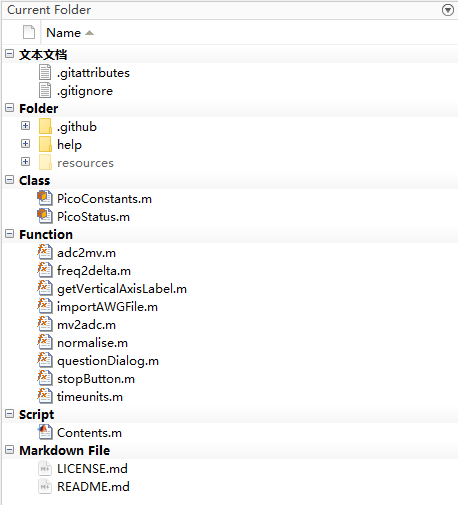 Current Folder
Name
文本文档
.gitattributes
.gitignore
Folder
.github
help
resources
Class
PicoConstants.m
PicoStatus.m
Function
adc2mv.m
freq2delta.m
getVerticalAxisLabel.m
importAWGFile.m
mv2adc.m
normalise.m
questionDialog.m
stopButton.m
timeunits.m
Script
Contents.m
Markdown File
LICENSE.md
README.md